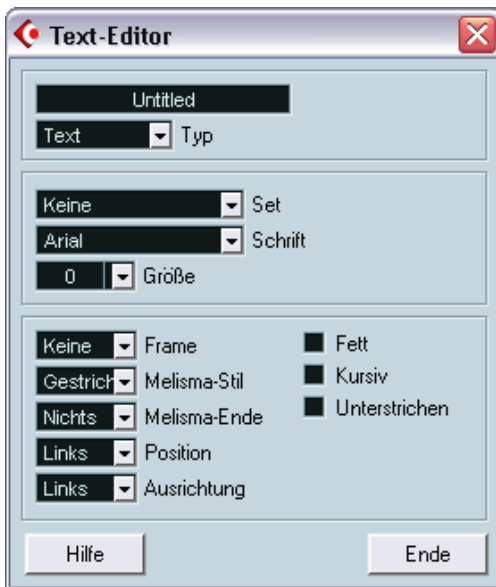 Text-Editor
Untitled
Text Typ
Keine Set
Arial Schrift
0 Größe
Keine Frame Fett
Gestrich Melisma-Stil Kursiv
Nichts Melisma-Ende Unterstrichen
Links Position
Links Ausrichtung
Hilfe Ende